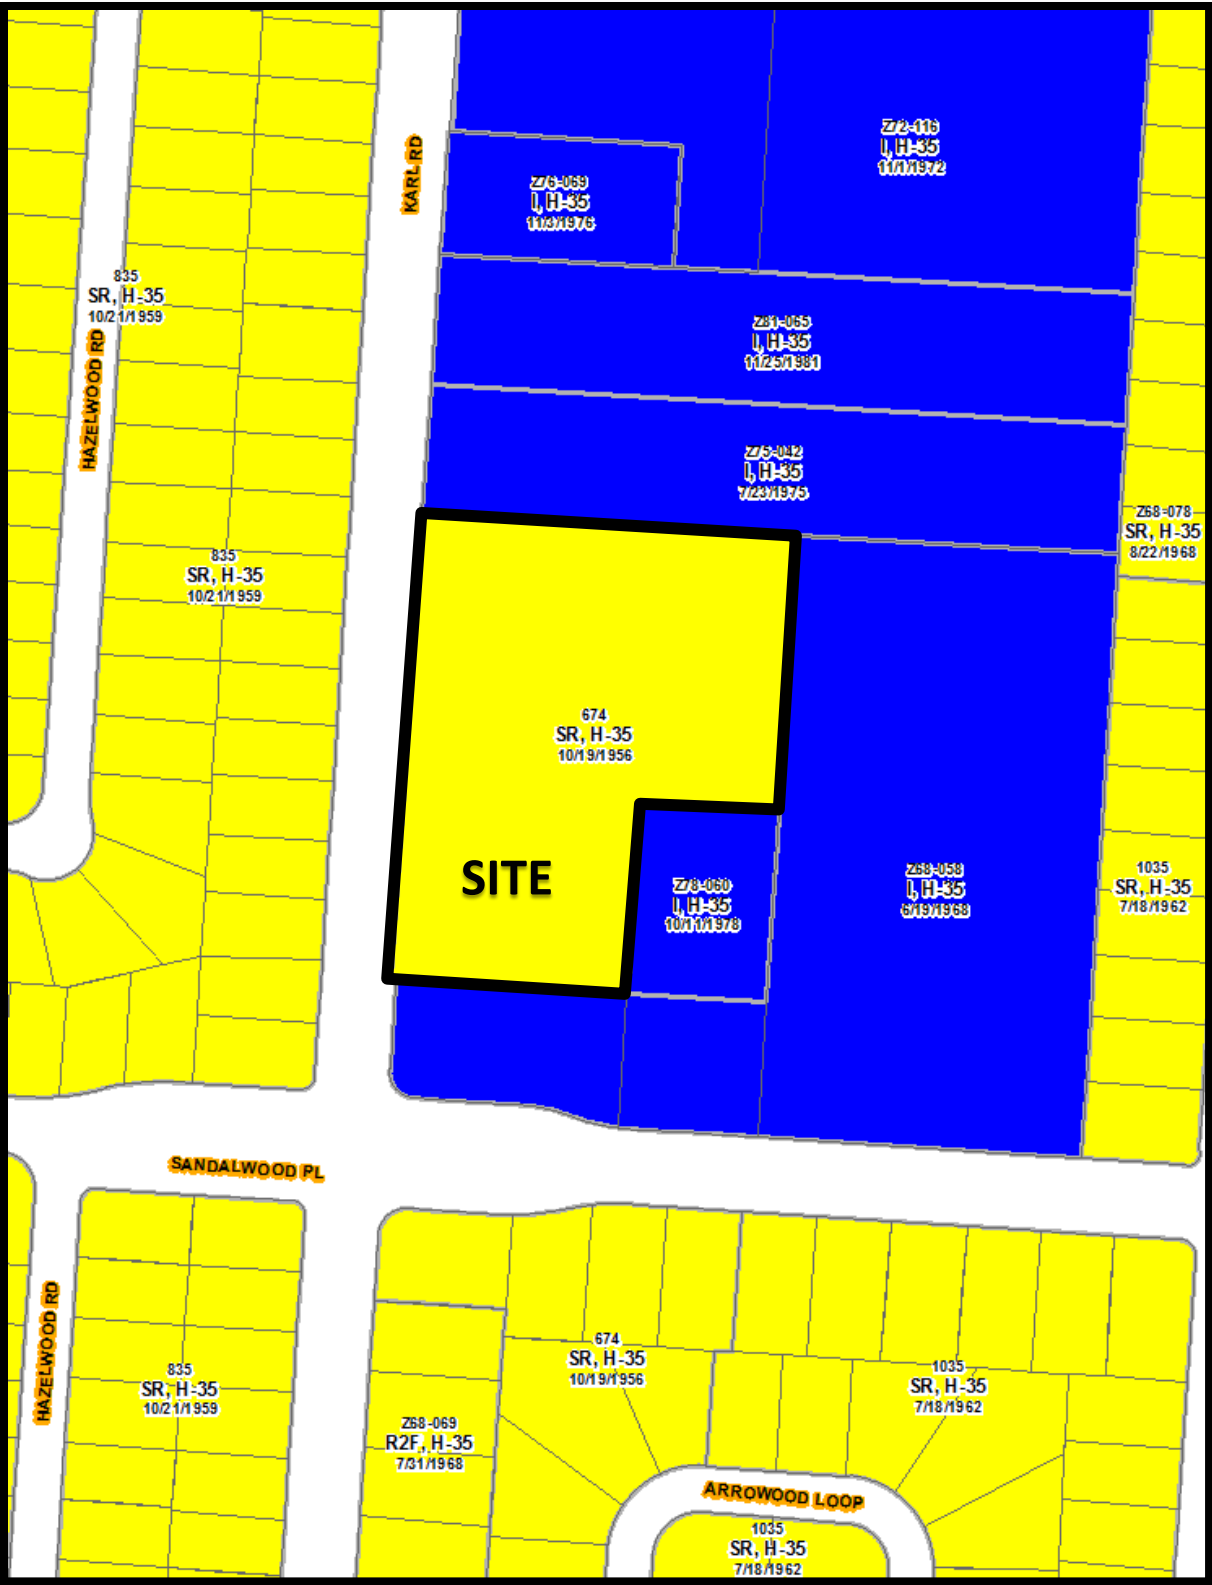 Z72-116
I, H-35
11/1/1972
KARL RD
Z76-069
I, H-35
11/3/1976
835
SR, H-35
10/21/1959
Z81-065
I, H-35
11/25/1981
HAZELWOOD RD
Z75-042
I, H-35
7/23/1975
Z68-078
SR, H-35
8/22/1968
835
SR, H-35
10/21/1959
674
SR, H-35
10/19/1956
SITE
Z78-060
I, H-35
10/11/1978
Z68-058
I, H-35
6/19/1968
1035
SR, H-35
7/18/1962
SANDALWOOD PL
HAZELWOOD RD
835
SR, H-35
10/21/1959
674
SR, H-35
10/19/1956
1035
SR, H-35
7/18/1962
Z68-069
R2F, H-35
7/31/1968
ARROWOOD LOOP
1035
SR, H-35
7/18/1962